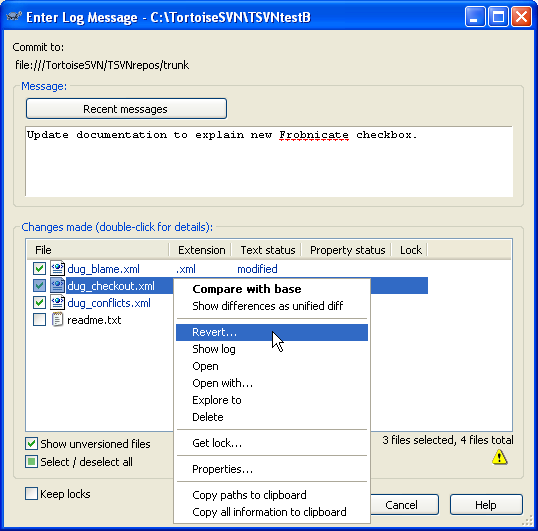 Enter Log Message - C:\TortoiseSVN\TSVNtestB
Commit to:
file:///TortoiseSVN/TSVNrepos/trunk
Message:
Recent messages
Update documentation to explain new Frobnicate checkbox.
Changes made (double-click for details):
File Extension Text status Property status Lock
dug_blame.xml .xml modified
dug_checkout.xml
dug_conflicts.xml
readme.txt
Compare with base
Show differences as unified diff
Revert...
Show log
Open
Open with...
Explore to
Delete
Get lock...
Properties...
Copy paths to clipboard
Copy all information to clipboard
Show unversioned files
3 files selected, 4 files total
Select / deselect all
Keep locks
Cancel
Help